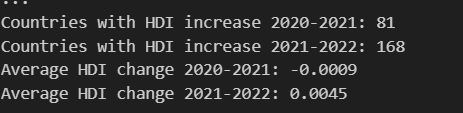 ...
Countries with HDI increase 2020-2021: 81
Countries with HDI increase 2021-2022: 168
Average HDI change 2020-2021: -0.0009
Average HDI change 2021-2022: 0.0045